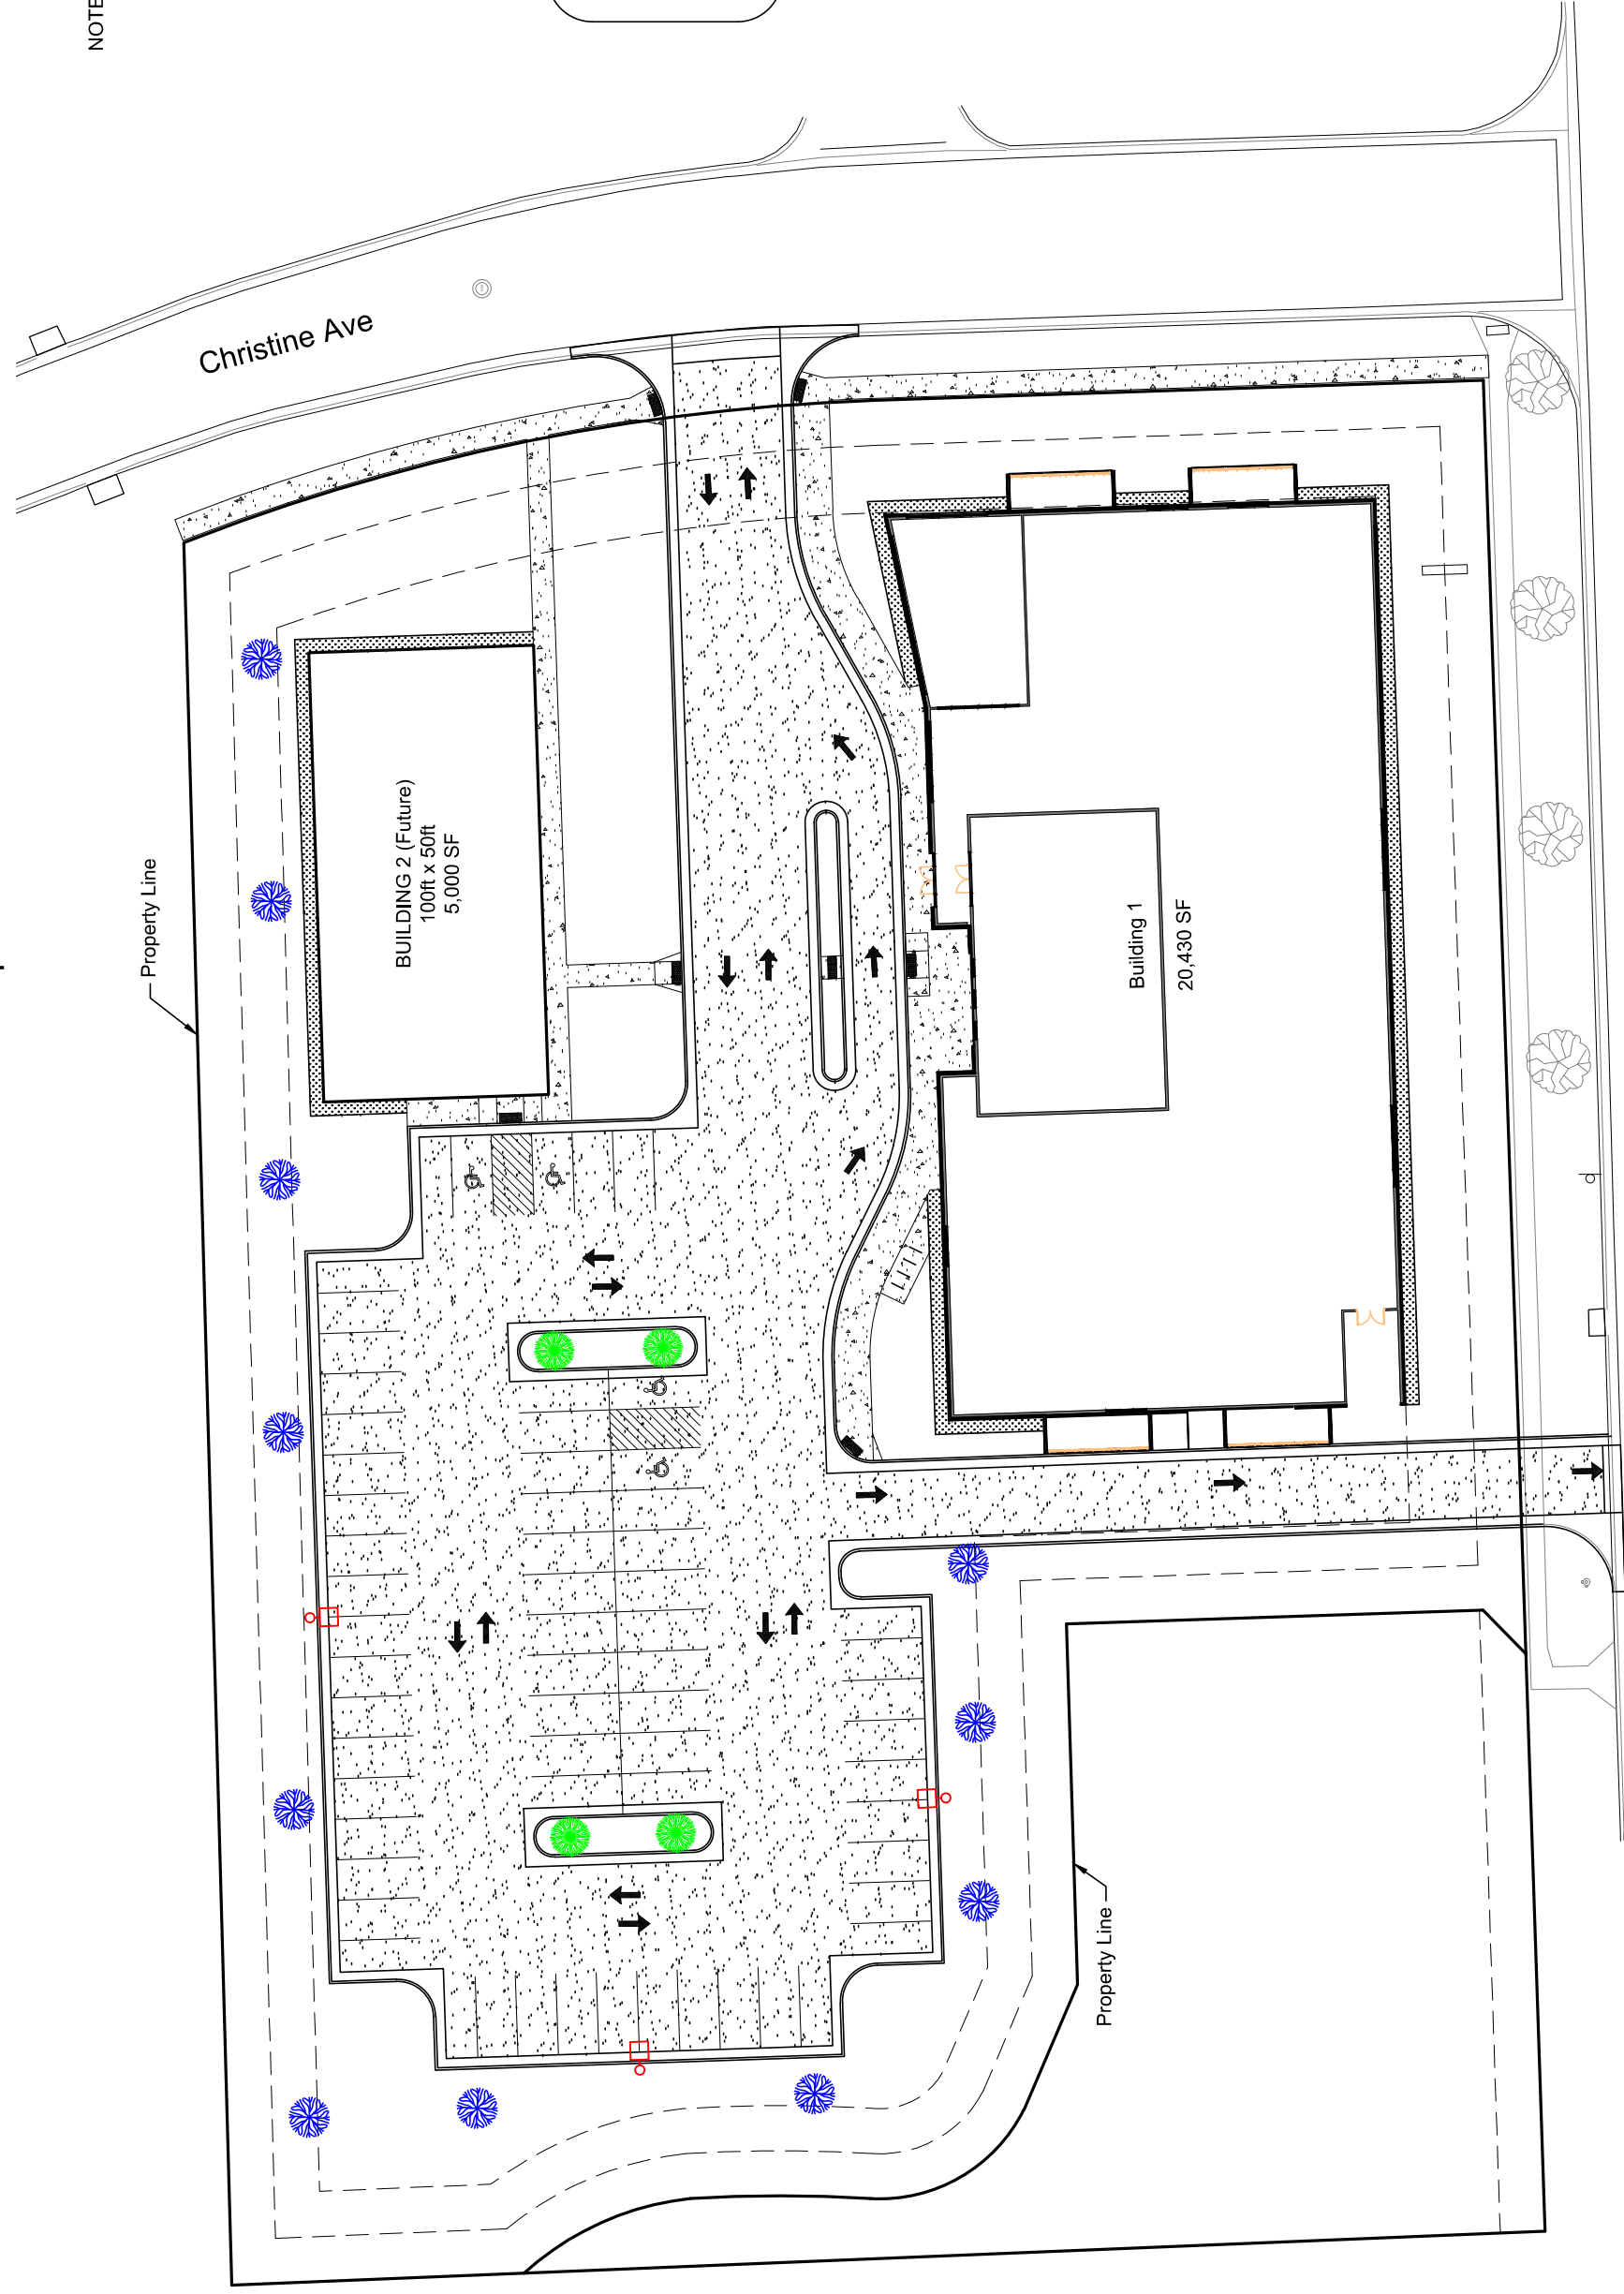 NOTE
Christine Ave
Property Line
BUILDING 2 (Future)
100ft x 50ft
5,000 SF
Building 1
20,430 SF
Property Line